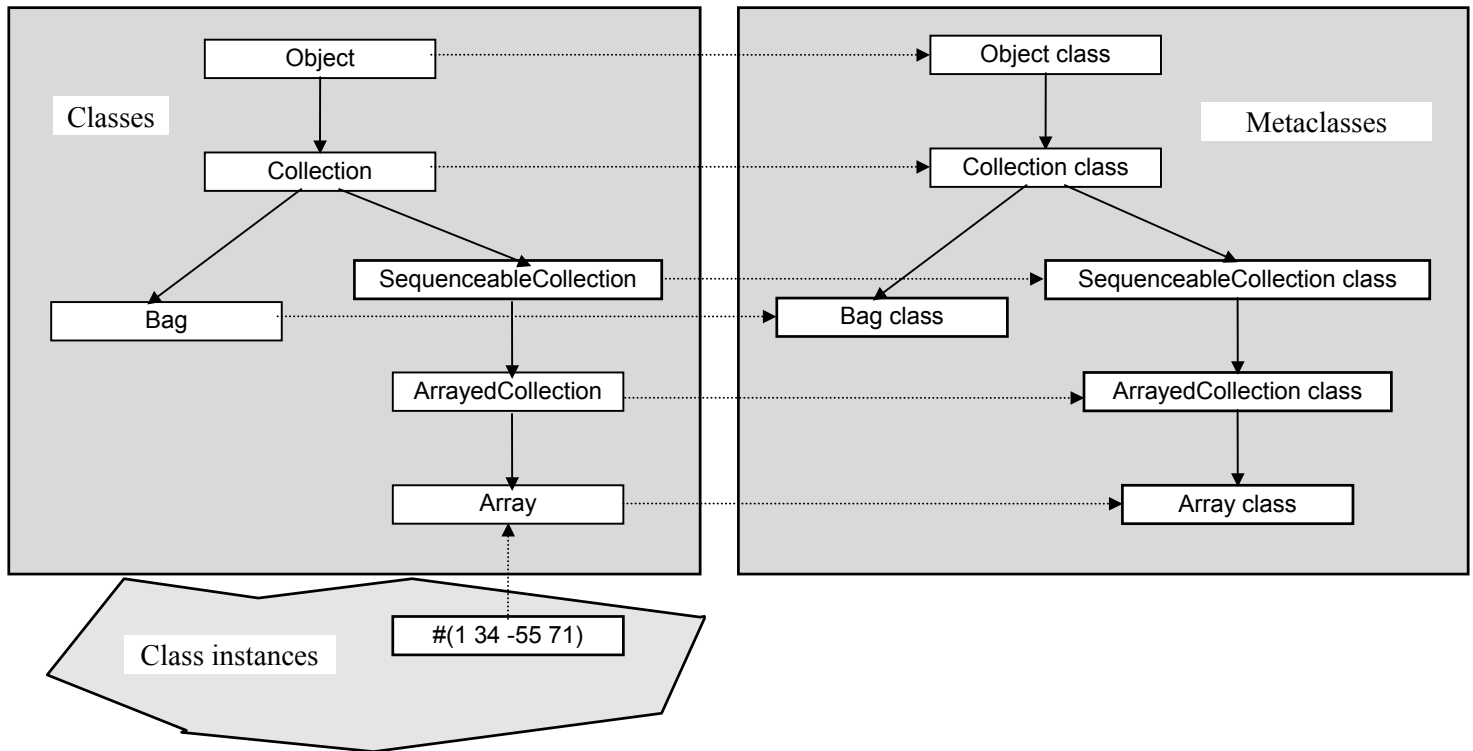 Object
Object class
Classes
Metaclasses
Collection
Collection class
SequenceableCollection
SequenceableCollection class
Bag
Bag class
ArrayedCollection
ArrayedCollection class
Array
Array class
#(1 34 -55 71)
Class instances